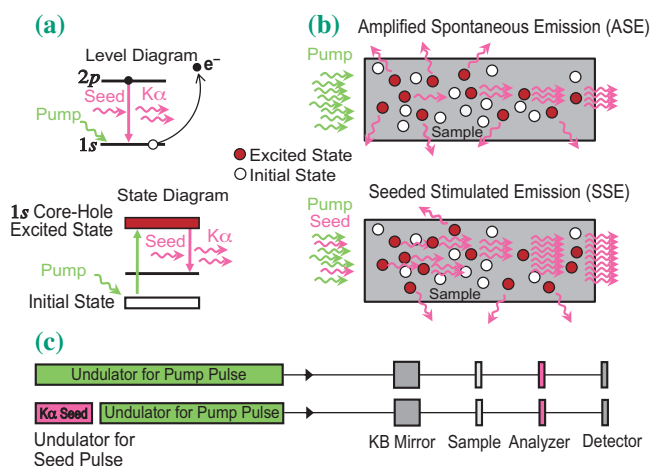 (a)
Level Diagram
2p
e⁻
Seed
Kα
Pump
1s
State Diagram
1s Core-Hole
Excited State
Seed
Kα
Pump
Initial State
(b)
Amplified Spontaneous Emission (ASE)
Pump
Sample
Excited State
Initial State
Seeded Stimulated Emission (SSE)
Pump
Seed
Sample
(c)
Undulator for Pump Pulse
Kα Seed
Undulator for Pump Pulse
Undulator for
Seed Pulse
KB Mirror
Sample
Analyzer
Detector